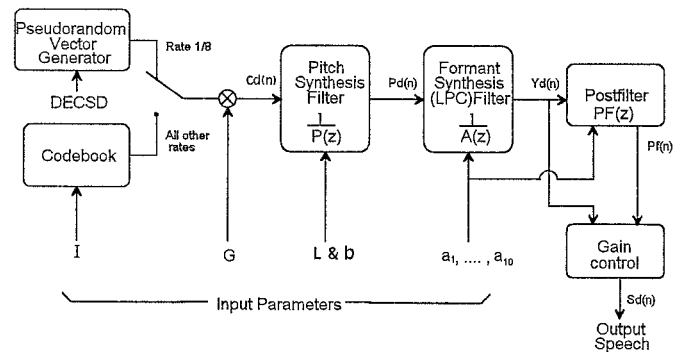 Pseudorandom
Vector
Generator
Rate 1/8
DECSD
Codebook
All other
rates
I
G
Cd(n)
Pitch
Synthesis
Filter
1
P(z)
L & b
Pd(n)
Formant
Synthesis
(LPC)Filter
1
A(z)
a1, .... , a10
Yd(n)
Postfilter
PF(z)
Pf(n)
Gain
control
Sd(n)
Output
Speech
Input Parameters